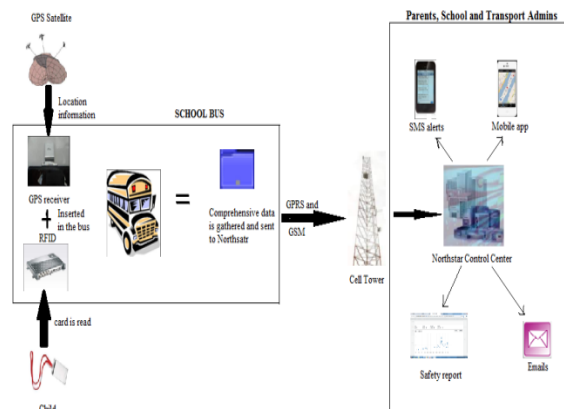 Parents, School and Transport Admins
GPS Satellite
Location
information
SCHOOL BUS
SMS alerts
Mobile app
GPS receiver
Inserted
in the bus
RFID
=
Comprehensive data
is gathered and sent
to Northsatr
GPRS and
GSM
Cell Tower
Northstar Control Center
card is read
Child
Safety report
Emails